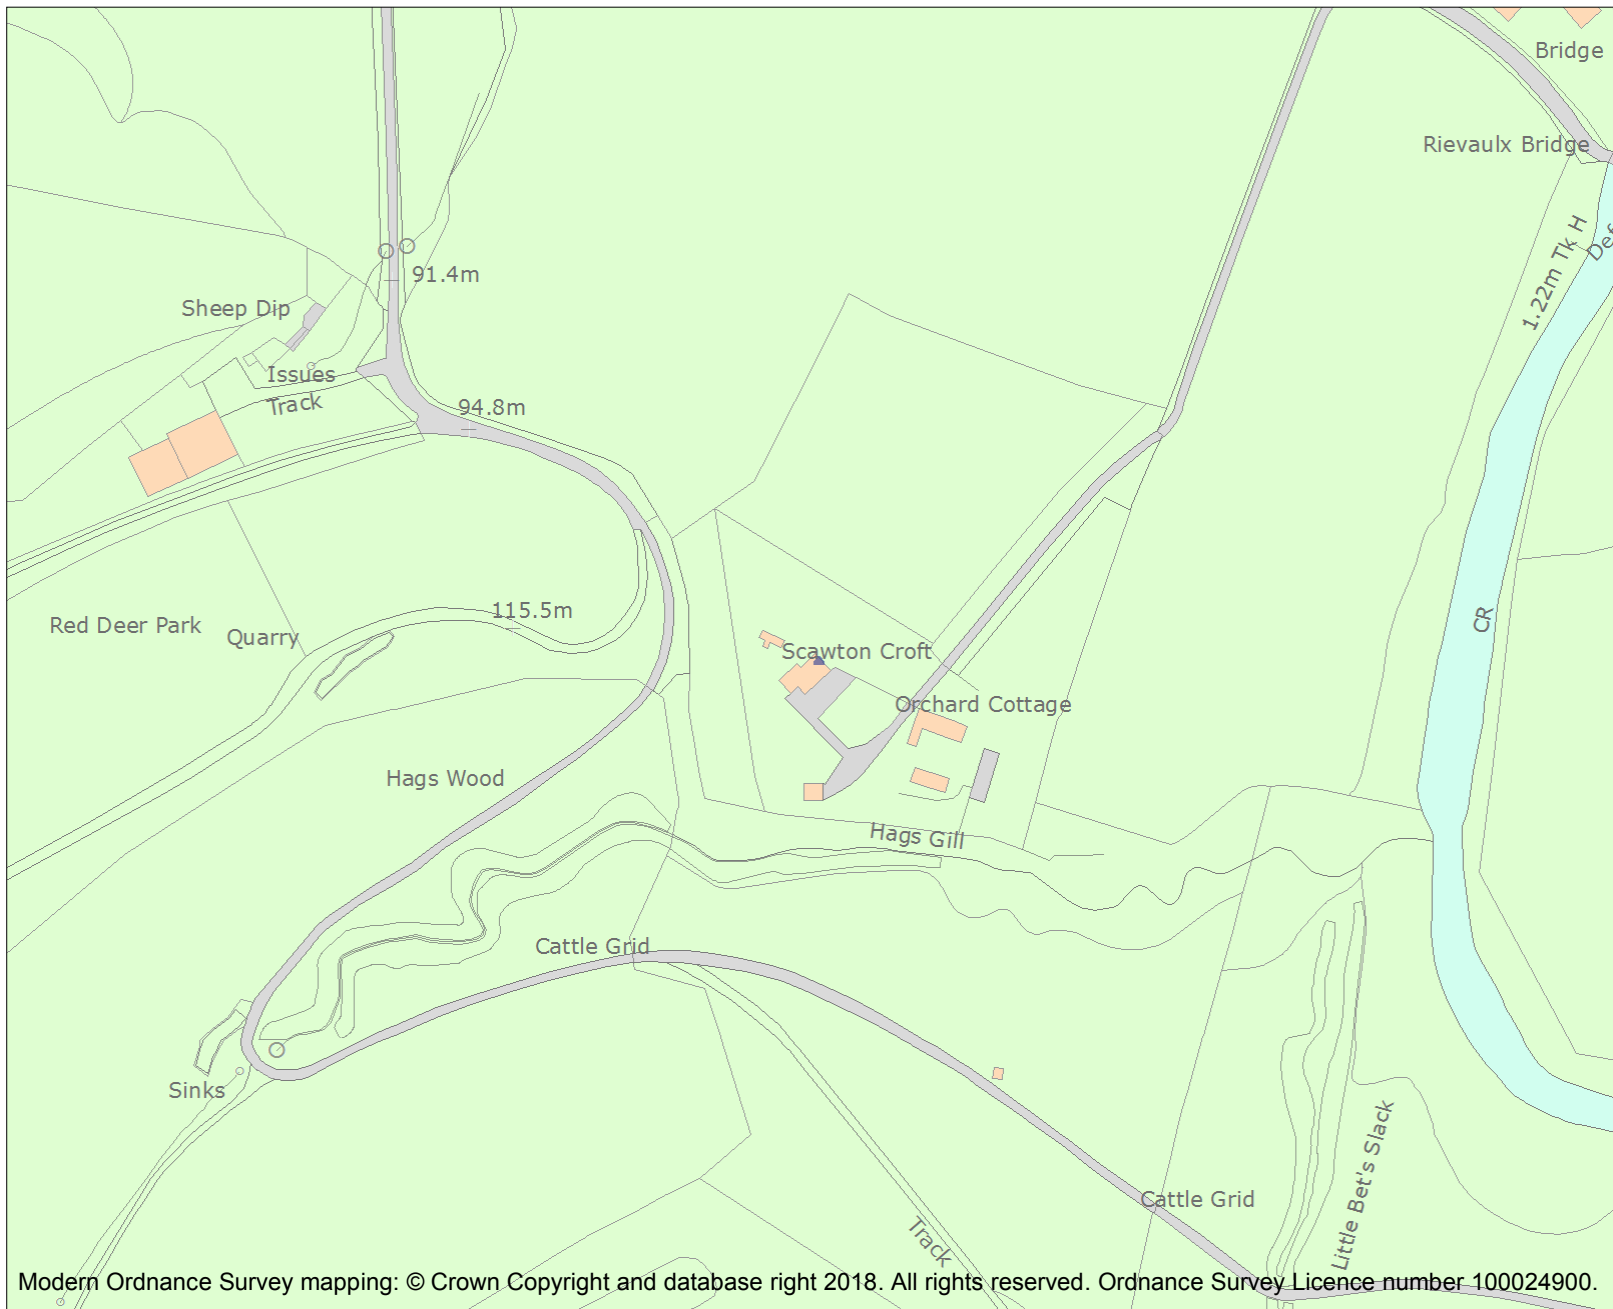 Bridge
Rievaulx Bridge
1.22m Tk H
91.4m
Sheep Dip
Issues
Track
94.8m
115.5m
CR
Red Deer Park
Quarry
Scawton Croft
Orchard Cottage
Hags Wood
Hags Gill
Cattle Grid
Sinks
Little Bet's Slack
Cattle Grid
Track
Modern Ordnance Survey mapping: © Crown Copyright and database right 2018. All rights reserved. Ordnance Survey Licence number 100024900.